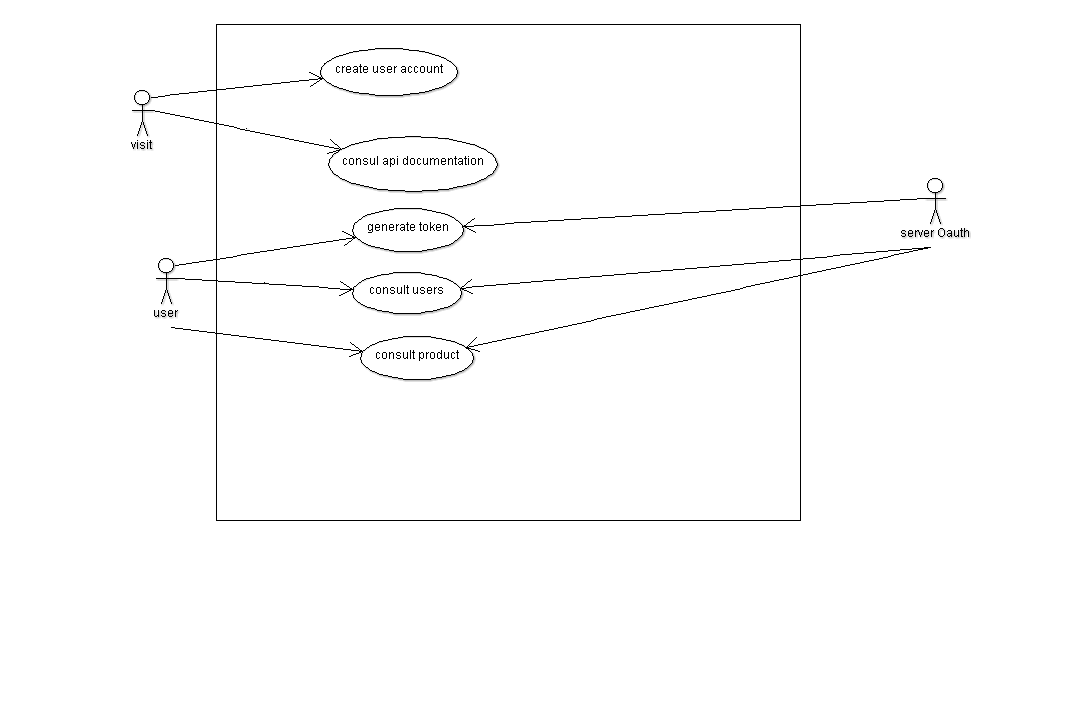 create user account
visit
consul api documentation
generate token
server Oauth
consult users
user
consult product